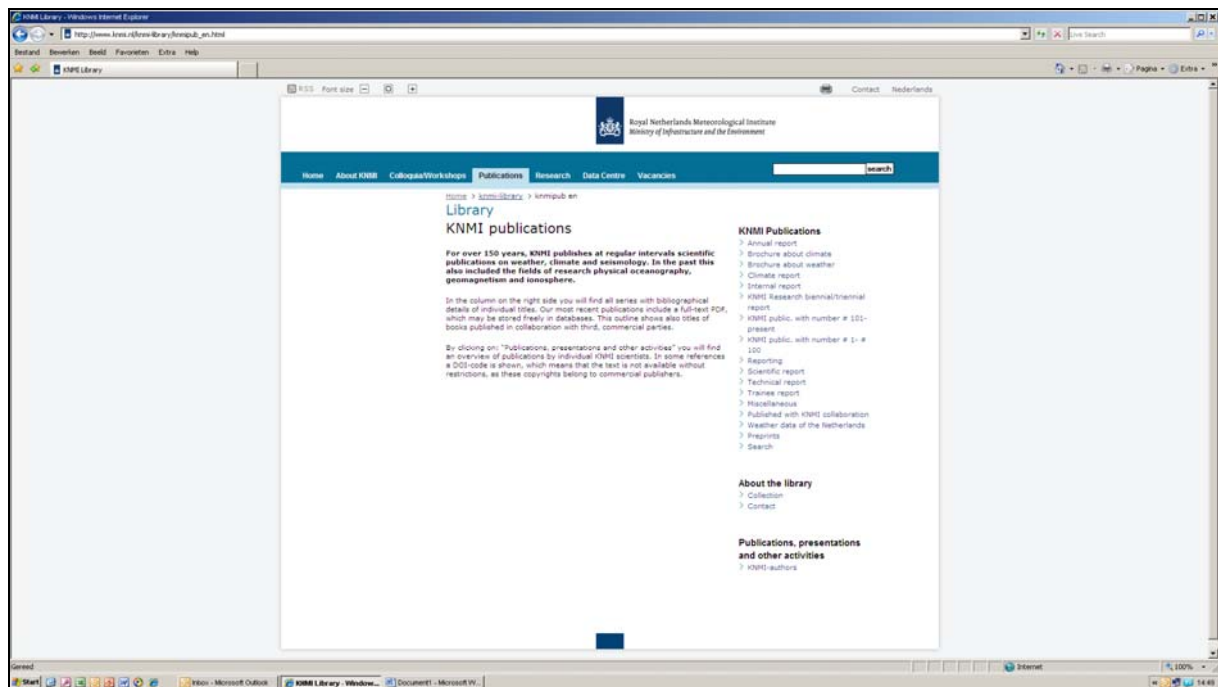 KNMI Library - Windows Internet Explorer
http://www.knmi.nl/knmi-library/knmipub_en.html
Live Search
Bestand Bewerken Beeld Favorieten Extra Help
KNMI Library
Pagina
Extra
RSS Font size
Contact Nederlands
Royal Netherlands Meteorological Institute
Ministry of Infrastructure and the Environment
Home About KNMI Colloquia/Workshops Publications Research Data Centre Vacancies
search
Home > knmi-library > knmipub en
Library
KNMI publications
For over 150 years, KNMI publishes at regular intervals scientific
publications on weather, climate and seismology. In the past this
also included the fields of research physical oceanography,
geomagnetism and ionosphere.
In the column on the right side you will find all series with bibliographical
details of individual titles. Our most recent publications include a full-text PDF,
which may be stored freely in databases. This outline shows also titles of
books published in collaboration with third, commercial parties.
By clicking on: "Publications, presentations and other activities" you will find
an overview of publications by individual KNMI scientists. In some references
a DOI-code is shown, which means that the text is not available without
restrictions, as these copyrights belong to commercial publishers.
KNMI Publications
> Annual report
> Brochure about climate
> Brochure about weather
> Climate report
> Internal report
> KNMI Research biennial/triennial
report
> KNMI public. with number # 101-
present
> KNMI public. with number # 1- #
100
> Reporting
> Scientific report
> Technical report
> Trainee report
> Miscellaneous
> Published with KNMI collaboration
> Weather data of the Netherlands
> Preprints
> Search
About the library
> Collection
> Contact
Publications, presentations
and other activities
> KNMI-authors
Gereed
Internet
100%
Start
Inbox - Microsoft Outlook
KNMI Library - Window...
Document1 - Microsoft W...
14:49